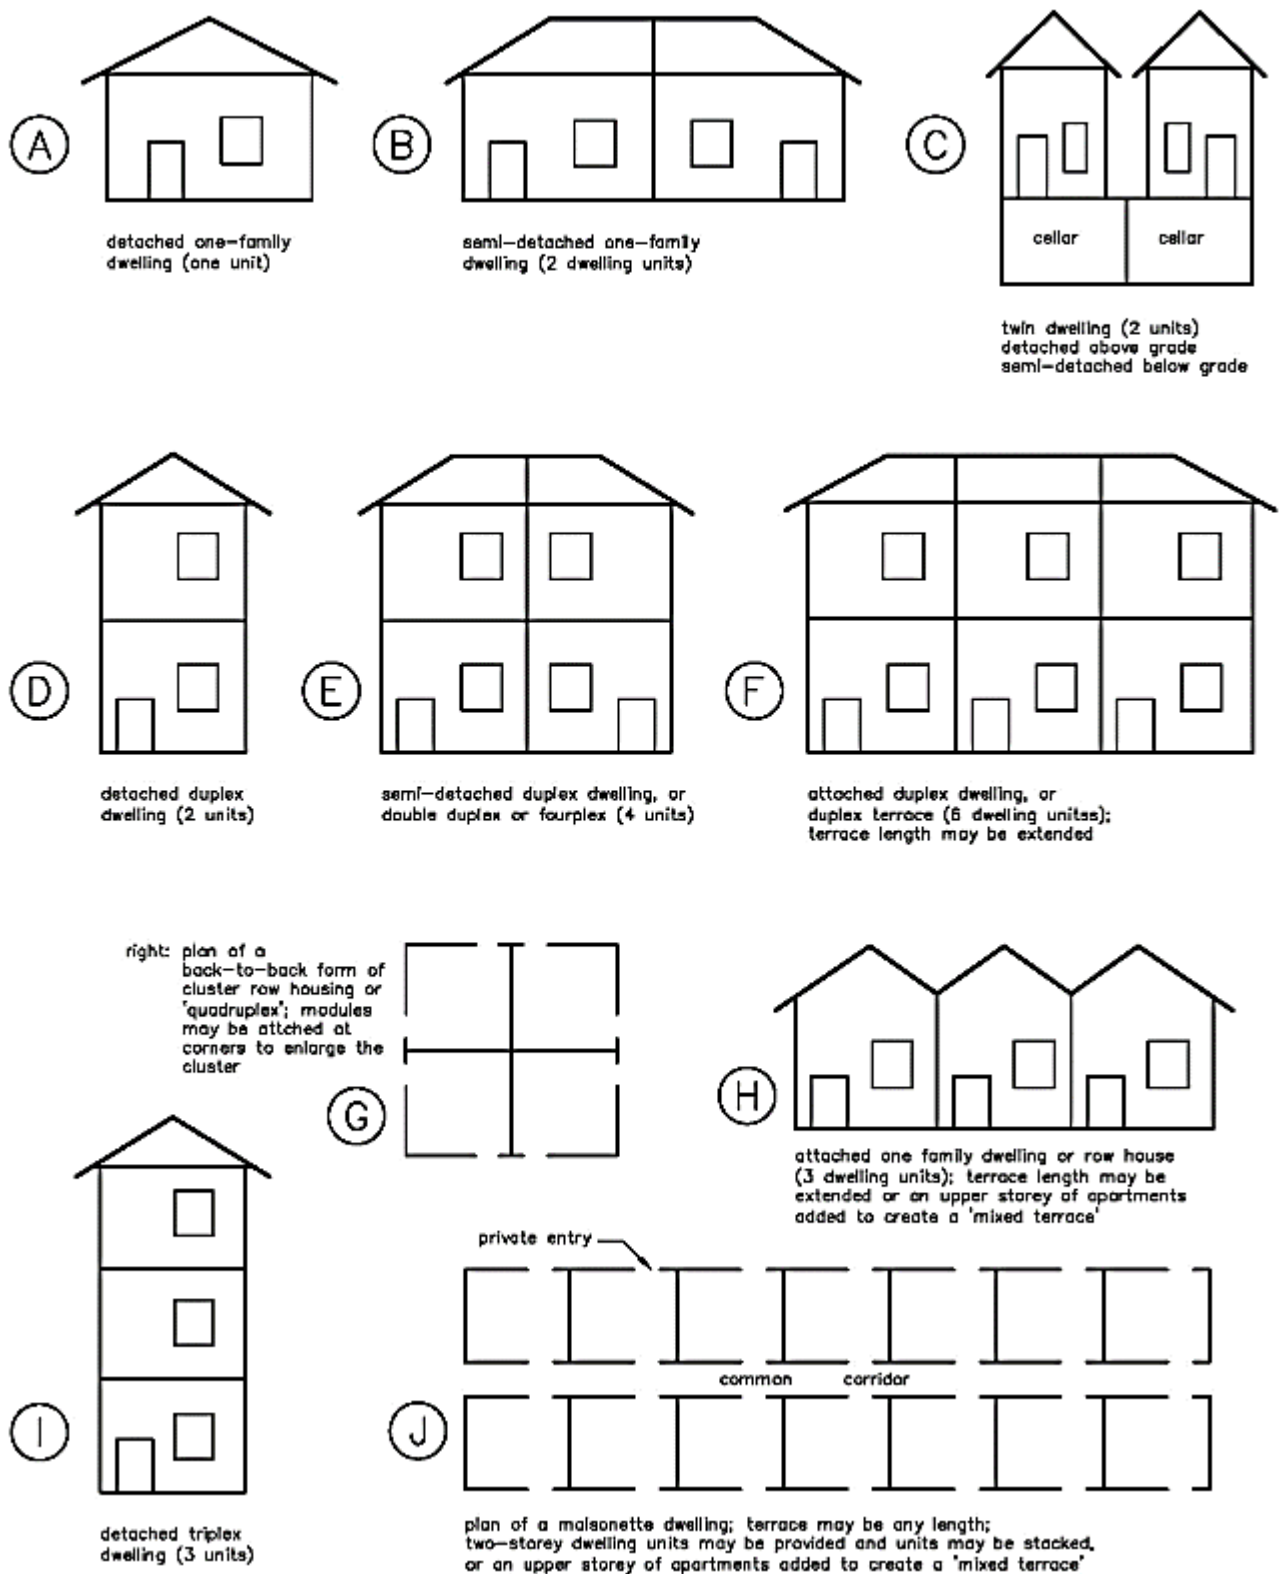 A
detached one-family
dwelling (one unit)
B
semi-detached one-family
dwelling (2 dwelling units)
C
cellar
cellar
twin dwelling (2 units)
detached above grade
semi-detached below grade
D
detached duplex
dwelling (2 units)
E
semi-detached duplex dwelling, or
double duplex or fourplex (4 units)
F
attached duplex dwelling, or
duplex terrace (6 dwelling unitss);
terrace length may be extended
right: plan of a
back-to-back form of
cluster row housing or
'quadruplex'; modules
may be attched at
corners to enlarge the
cluster
G
H
attached one family dwelling or row house
(3 dwelling units); terrace length may be
extended or an upper storey of apartments
added to create a 'mixed terrace'
I
detached triplex
dwelling (3 units)
private entry
common corridor
J
plan of a maisonette dwelling; terrace may be any length;
two-storey dwelling units may be provided and units may be stacked,
or an upper storey of apartments added to create a 'mixed terrace'